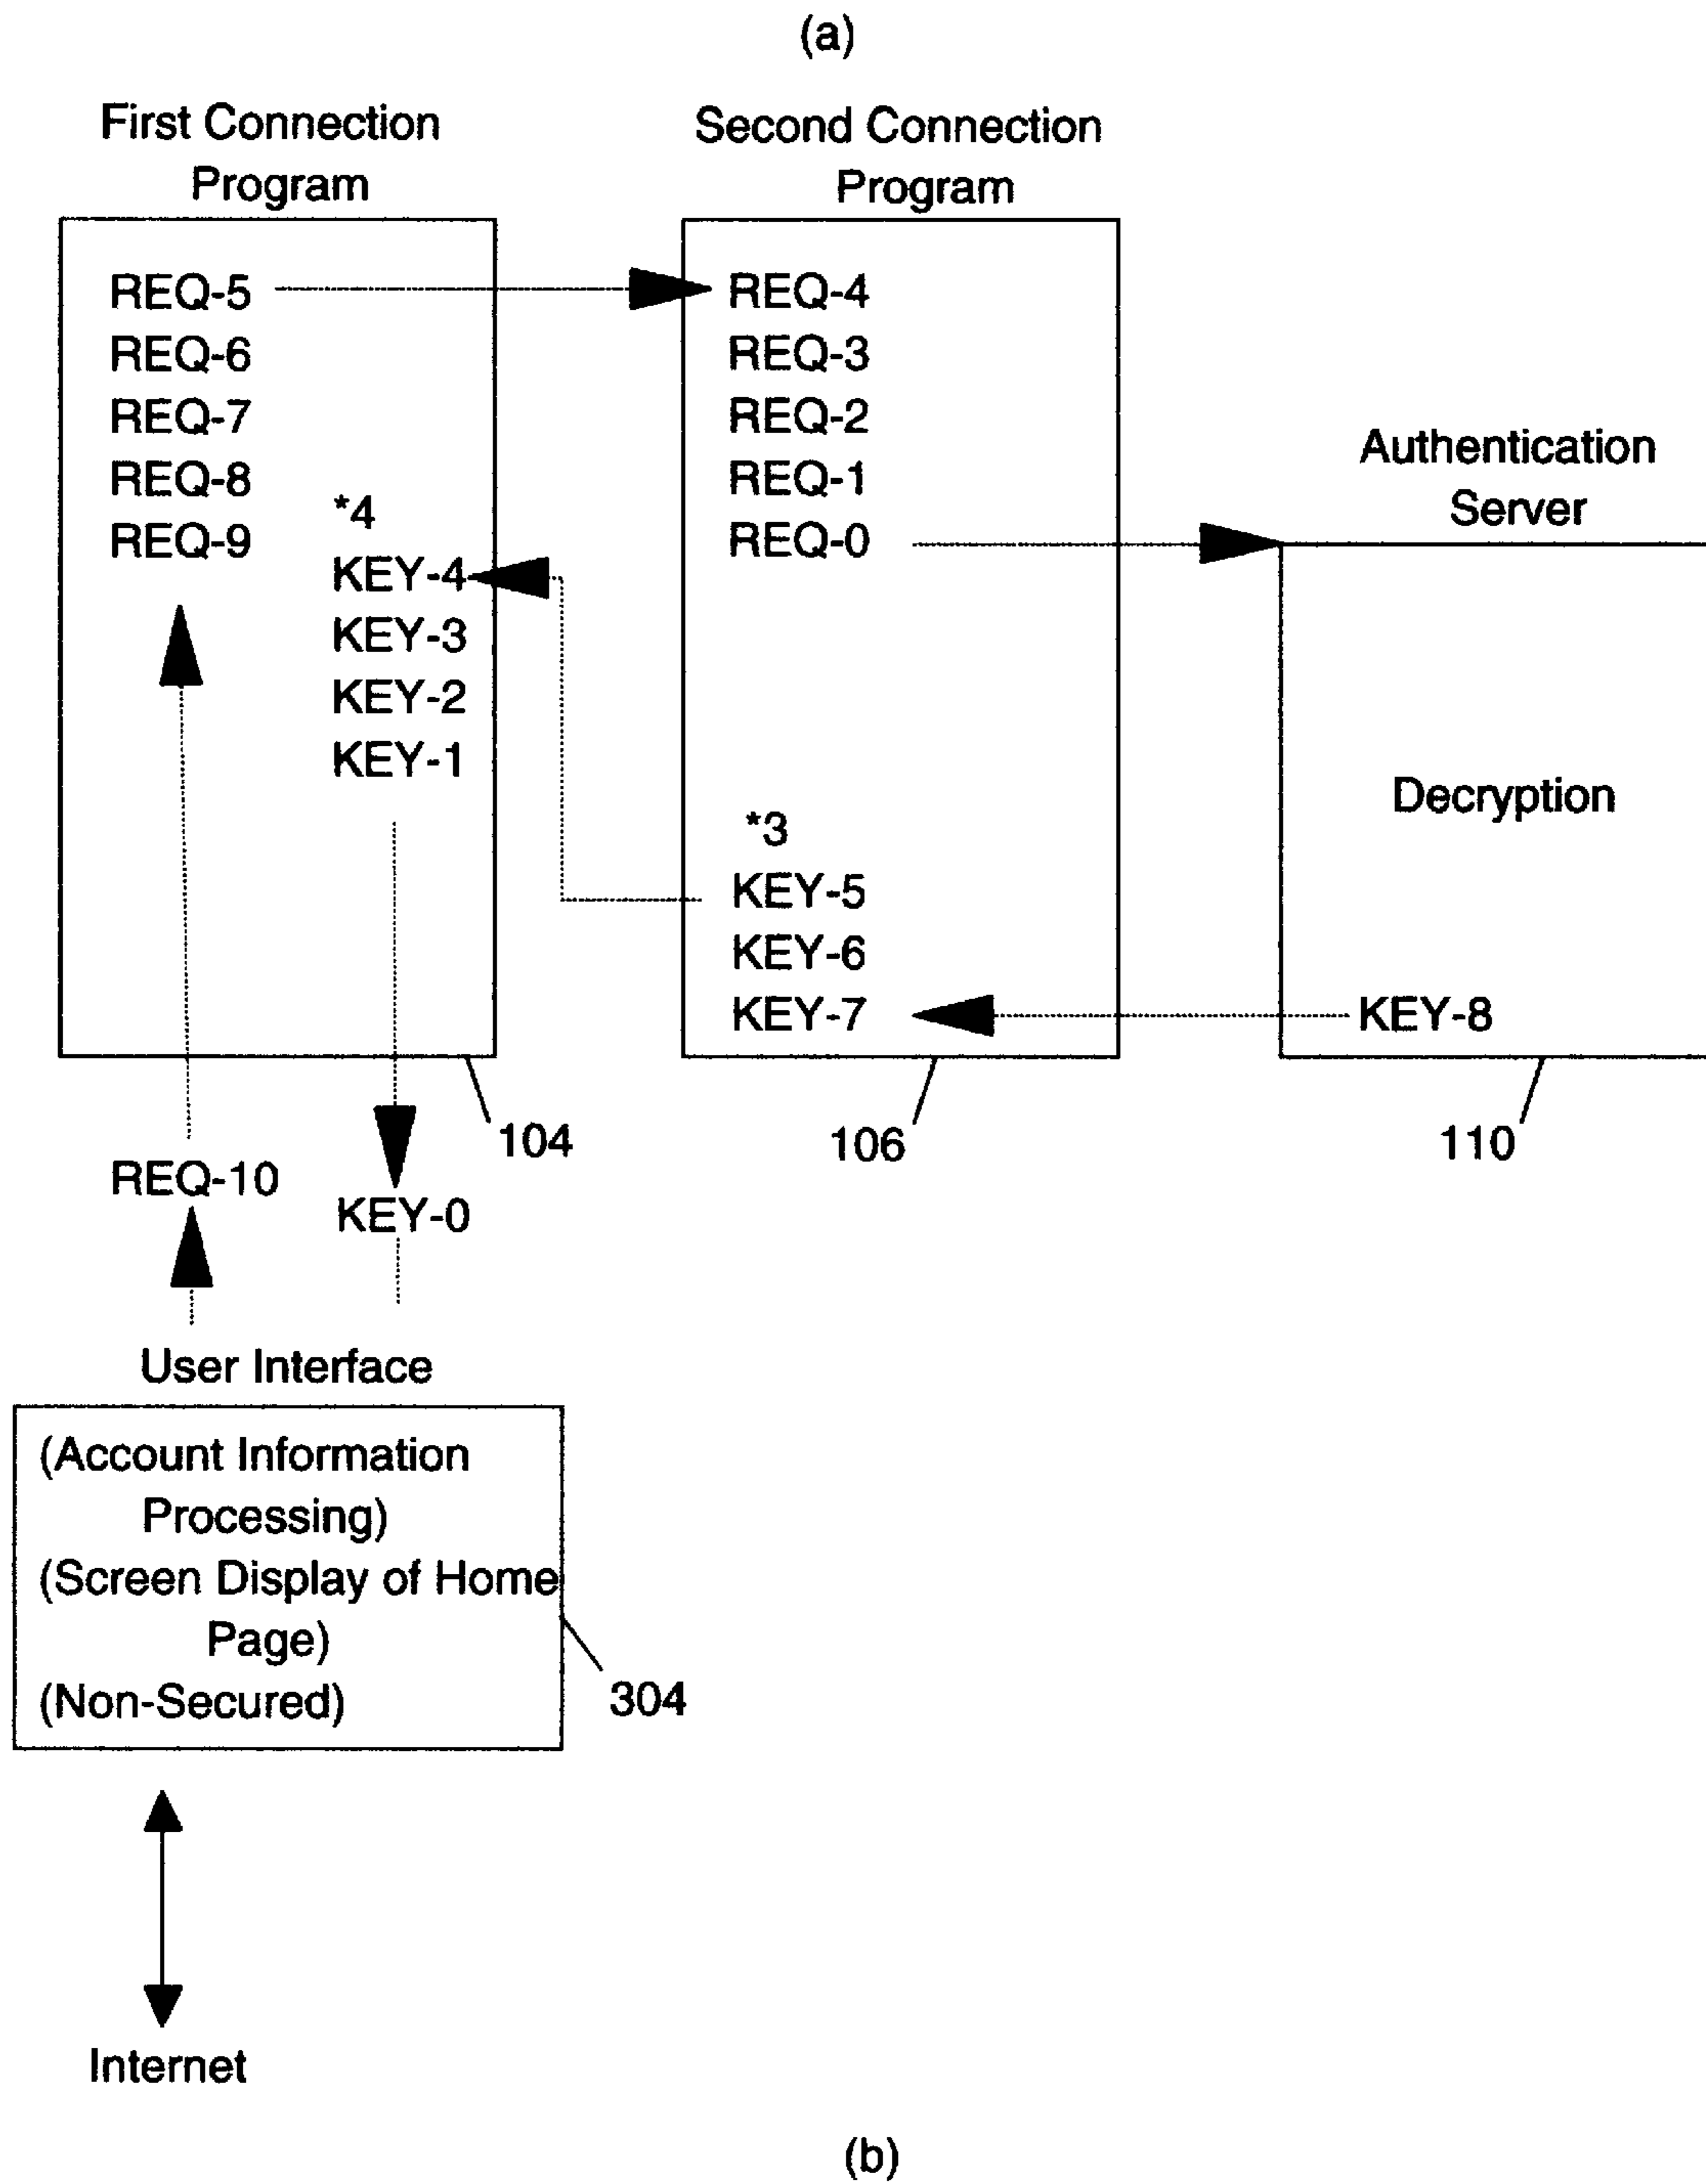 (a)
First Connection
Program
REQ-5
REQ-6
REQ-7
REQ-8
REQ-9
*4
KEY-4
KEY-3
KEY-2
KEY-1
104
Second Connection
Program
REQ-4
REQ-3
REQ-2
REQ-1
REQ-0
*3
KEY-5
KEY-6
KEY-7
106
Authentication
Server
Decryption
KEY-8
110
REQ-10
KEY-0
User Interface
(Account Information
Processing)
(Screen Display of Home
Page)
(Non-Secured)
304
Internet
(b)